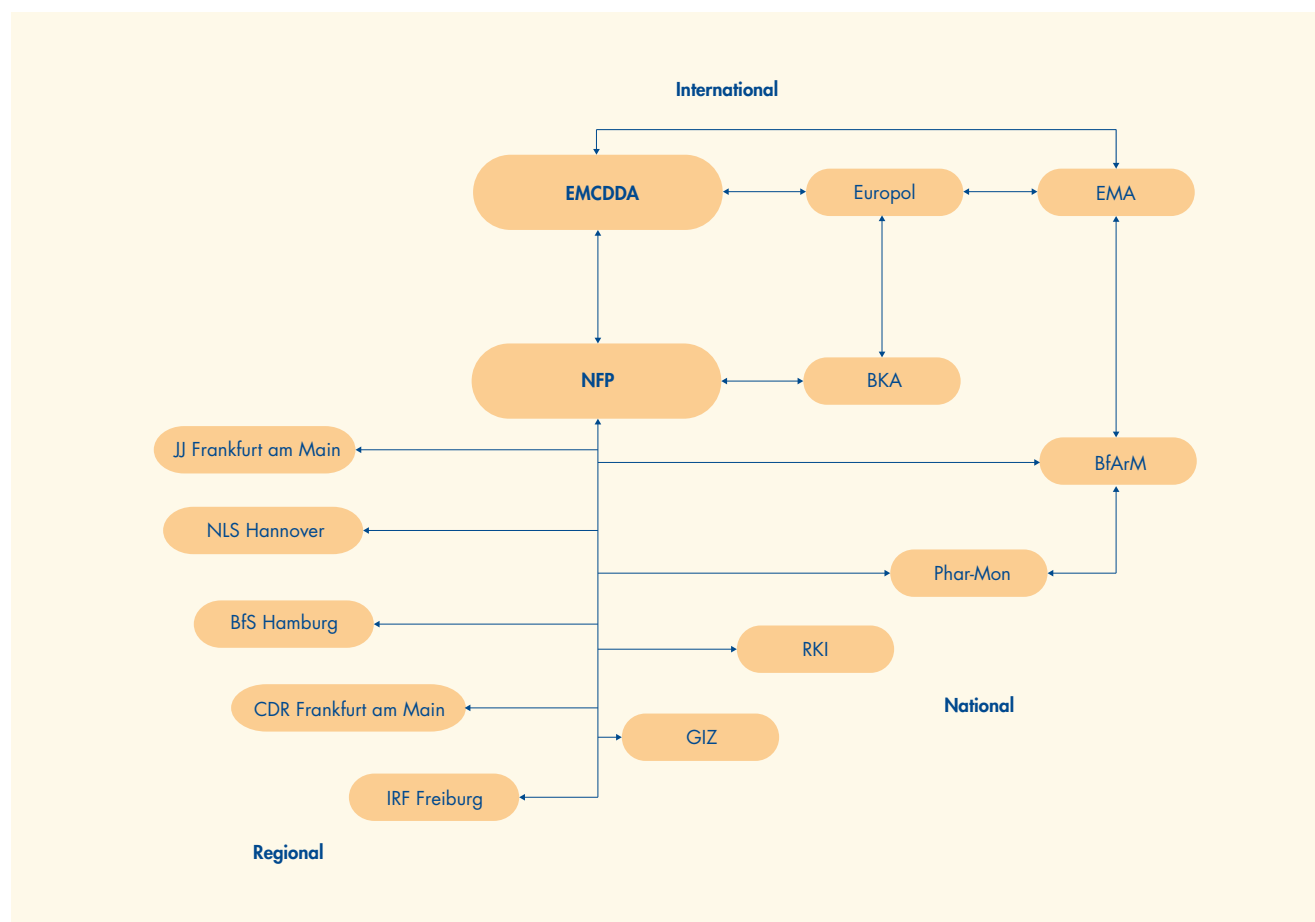 International
EMCDDA
Europol
EMA
NFP
BKA
JJ Frankfurt am Main
BfArM
NLS Hannover
Phar-Mon
BfS Hamburg
RKI
CDR Frankfurt am Main
National
GIZ
IRF Freiburg
Regional